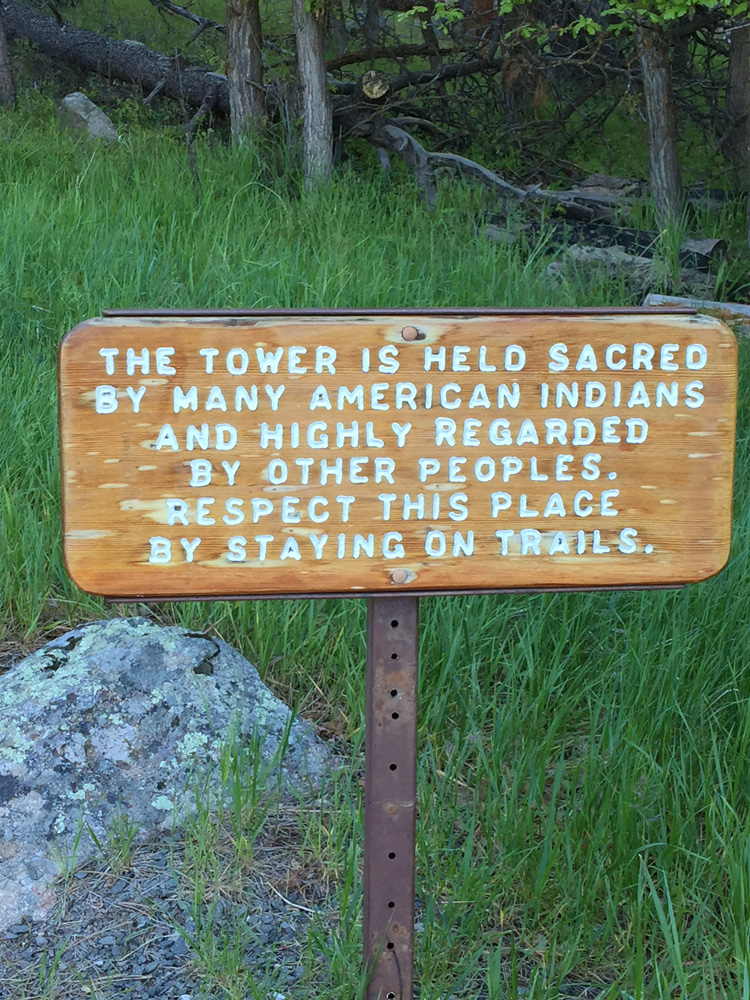 THE TOWER IS HELD SACRED
BY MANY AMERICAN INDIANS
AND HIGHLY REGARDED
BY OTHER PEOPLES.
RESPECT THIS PLACE
BY STAYING ON TRAILS.